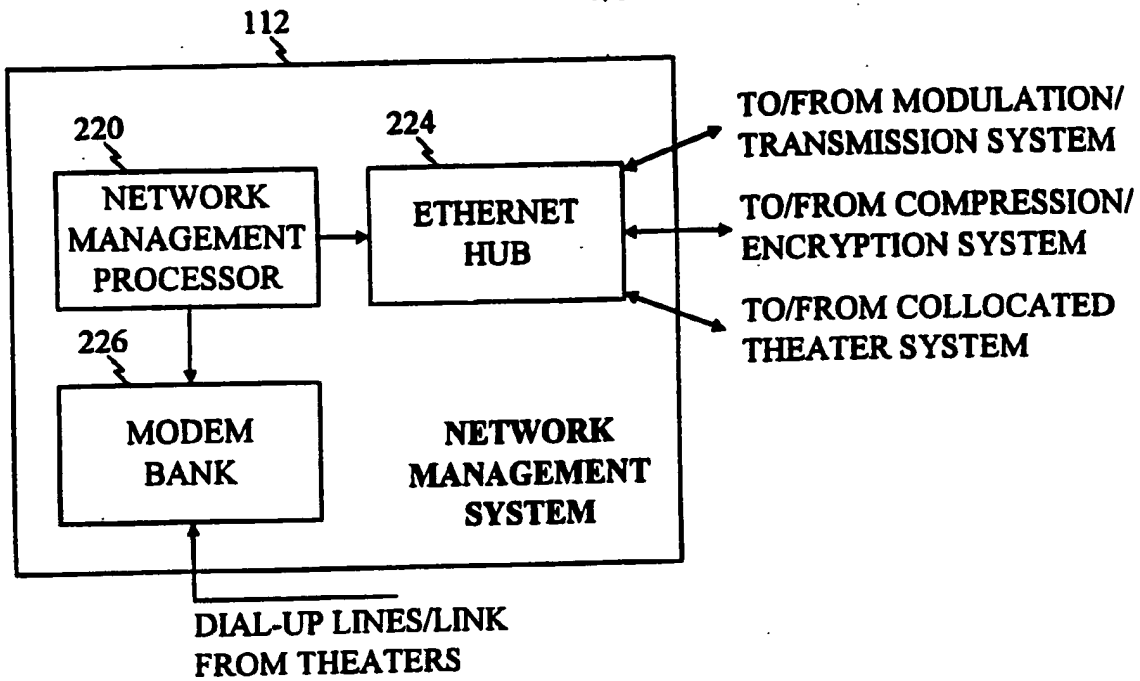 112
220
NETWORK
MANAGEMENT
PROCESSOR
224
ETHERNET
HUB
TO/FROM MODULATION/
TRANSMISSION SYSTEM
TO/FROM COMPRESSION/
ENCRYPTION SYSTEM
TO/FROM COLLOCATED
THEATER SYSTEM
226
MODEM
BANK
NETWORK
MANAGEMENT
SYSTEM
DIAL-UP LINES/LINK
FROM THEATERS